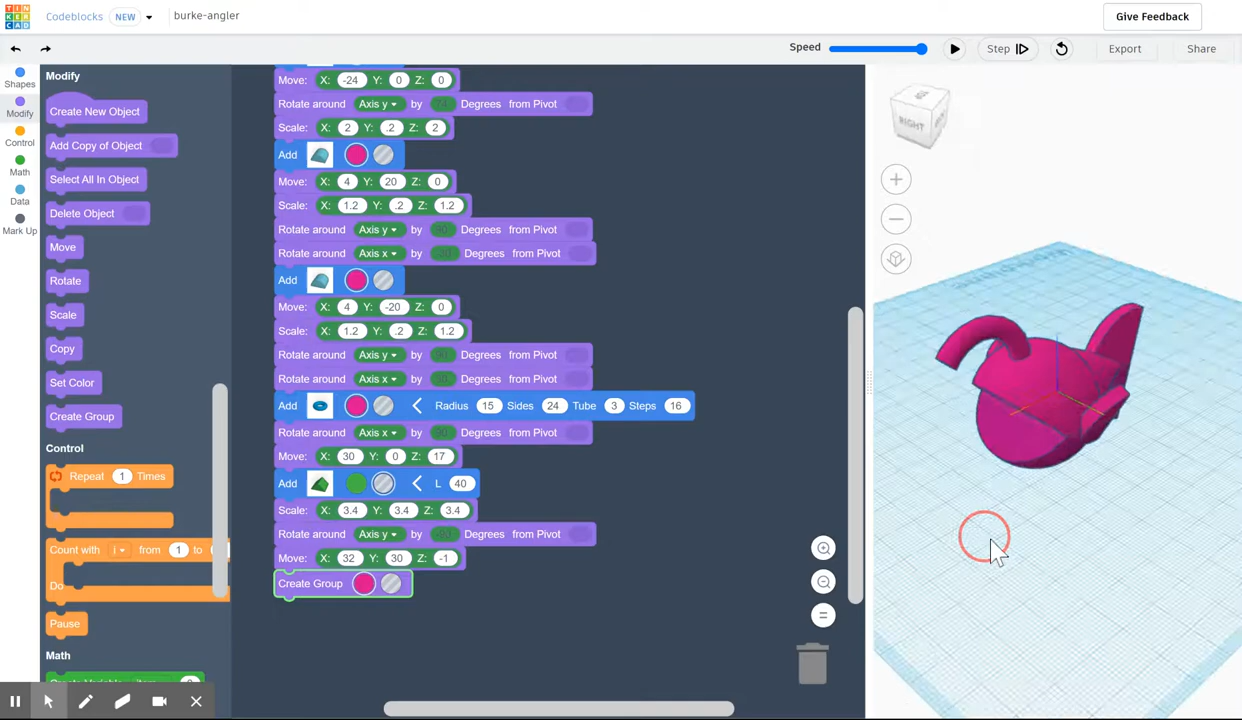 TIN
KER
CAD
Codeblocks NEW burke-angler Give Feedback
Speed Step Export Share
Shapes
Modify
Control
Math
Data
Mark Up
Modify
Create New Object
Add Copy of Object
Select All In Object
Delete Object
Move
Rotate
Scale
Copy
Set Color
Create Group
Control
Repeat 1 Times
Count with i from 1 to
Do
Pause
Math
Move: X: -24 Y: 0 Z: 0
Rotate around Axis y by Degrees from Pivot
Scale: X: 2 Y: .2 Z: 2
Add
Move: X: 4 Y: 20 Z: 0
Scale: X: 1.2 Y: .2 Z: 1.2
Rotate around Axis y by Degrees from Pivot
Rotate around Axis x by Degrees from Pivot
Add
Move: X: 4 Y: -20 Z: 0
Scale: X: 1.2 Y: .2 Z: 1.2
Rotate around Axis y by Degrees from Pivot
Rotate around Axis x by Degrees from Pivot
Add Radius 15 Sides 24 Tube 3 Steps 16
Rotate around Axis x by Degrees from Pivot
Move: X: 30 Y: 0 Z: 17
Add L 40
Scale: X: 3.4 Y: 3.4 Z: 3.4
Rotate around Axis y by Degrees from Pivot
Move: X: 32 Y: 30 Z: -1
Create Group
RIGHT